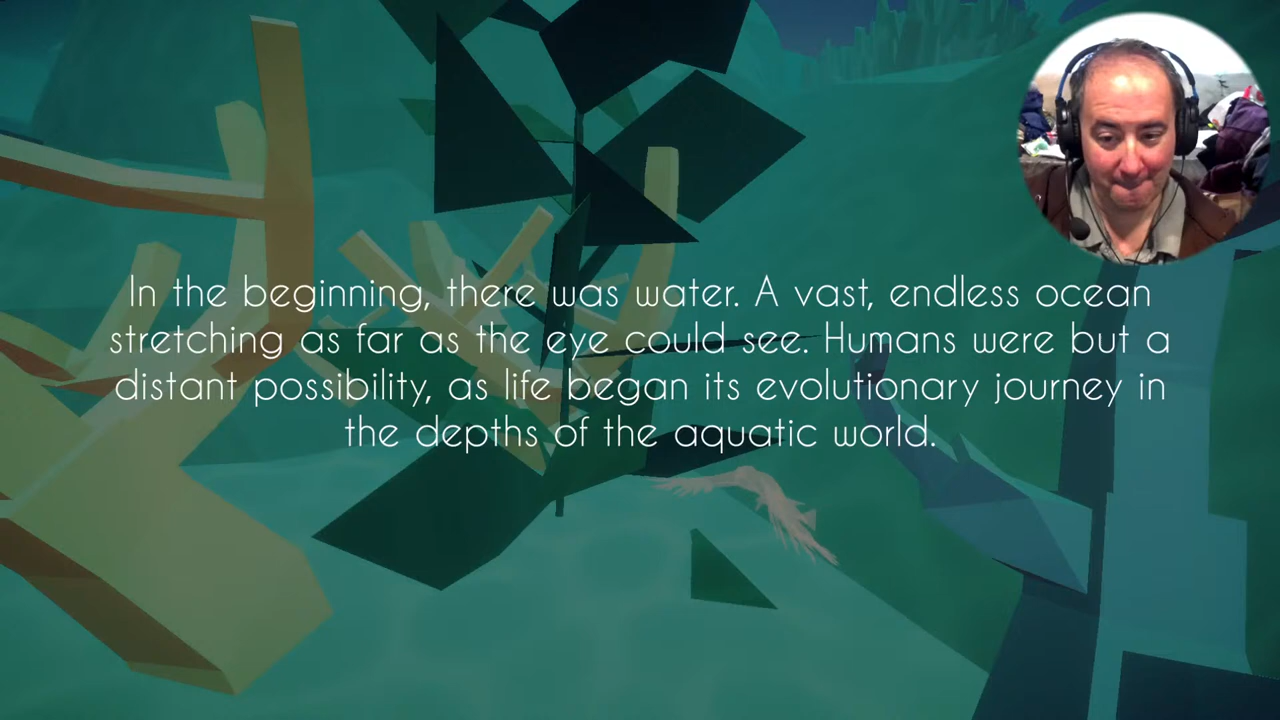 In the beginning, there was water. A vast, endless ocean
stretching as far as the eye could see. Humans were but a
distant possibility, as life began its evolutionary journey in
the depths of the aquatic world.